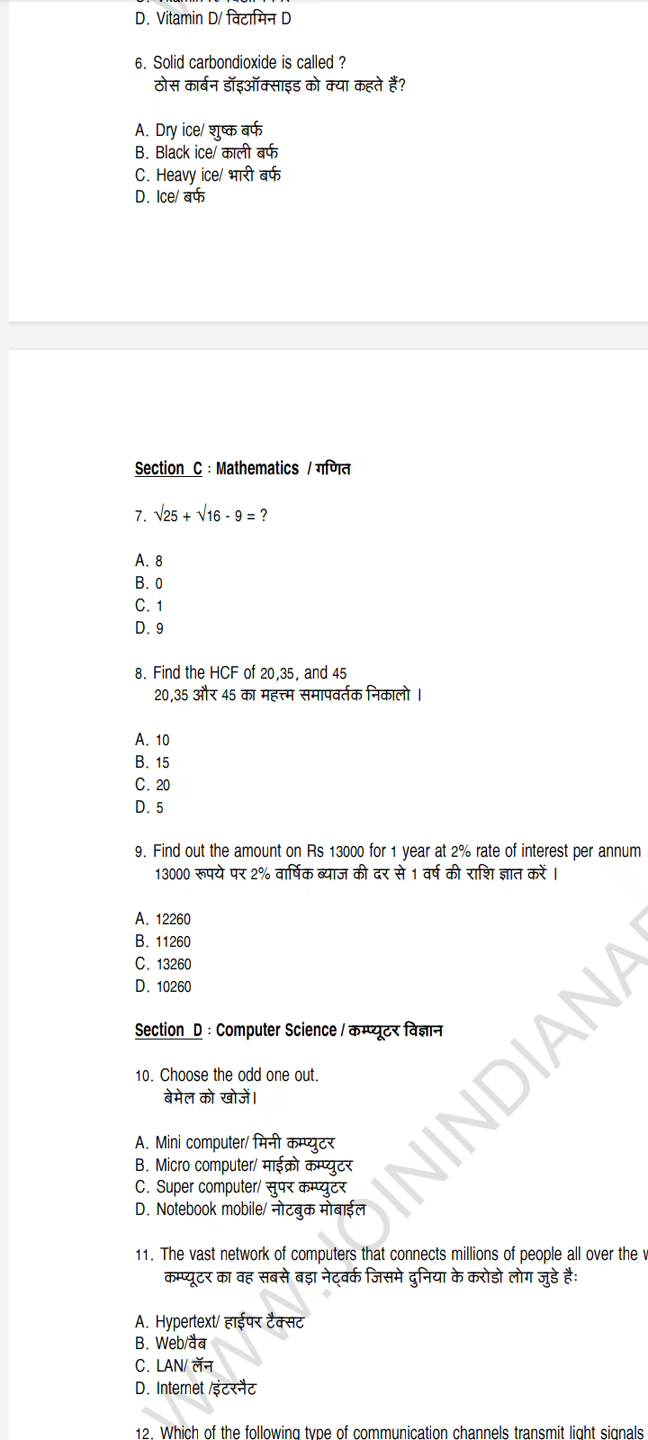 D. Vitamin D/ विटामिन D
6. Solid carbondioxide is called ?
ठोस कार्बन डॉइऑक्साइड को क्या कहते हैं?
A. Dry ice/ शुष्क बर्फ
B. Black ice/ काली बर्फ
C. Heavy ice/ भारी बर्फ
D. Ice/ बर्फ
Section C : Mathematics / गणित
7. √25 + √16 - 9 = ?
A. 8
B. 0
C. 1
D. 9
8. Find the HCF of 20,35, and 45
20,35 और 45 का महत्तम समापवर्तक निकालो ।
A. 10
B. 15
C. 20
D. 5
9. Find out the amount on Rs 13000 for 1 year at 2% rate of interest per annum
13000 रूपये पर 2% वार्षिक ब्याज की दर से 1 वर्ष की राशि ज्ञात करें ।
A. 12260
B. 11260
C. 13260
D. 10260
Section D : Computer Science / कम्प्यूटर विज्ञान
10. Choose the odd one out.
बेमेल को खोजें।
A. Mini computer/ मिनी कम्प्युटर
B. Micro computer/ माईक्रो कम्प्युटर
C. Super computer/ सुपर कम्प्युटर
D. Notebook mobile/ नोटबुक मोबाईल
11. The vast network of computers that connects millions of people all over the
कम्प्यूटर का वह सबसे बड़ा नेट्वर्क जिसमे दुनिया के करोडो लोग जुडे है:
A. Hypertext/ हाईपर टैक्सट
B. Web/वैब
C. LAN/ लॅन
D. Internet /इंटरनैट
12. Which of the following type of communication channels transmit light signals
WWW.JOININDIANA